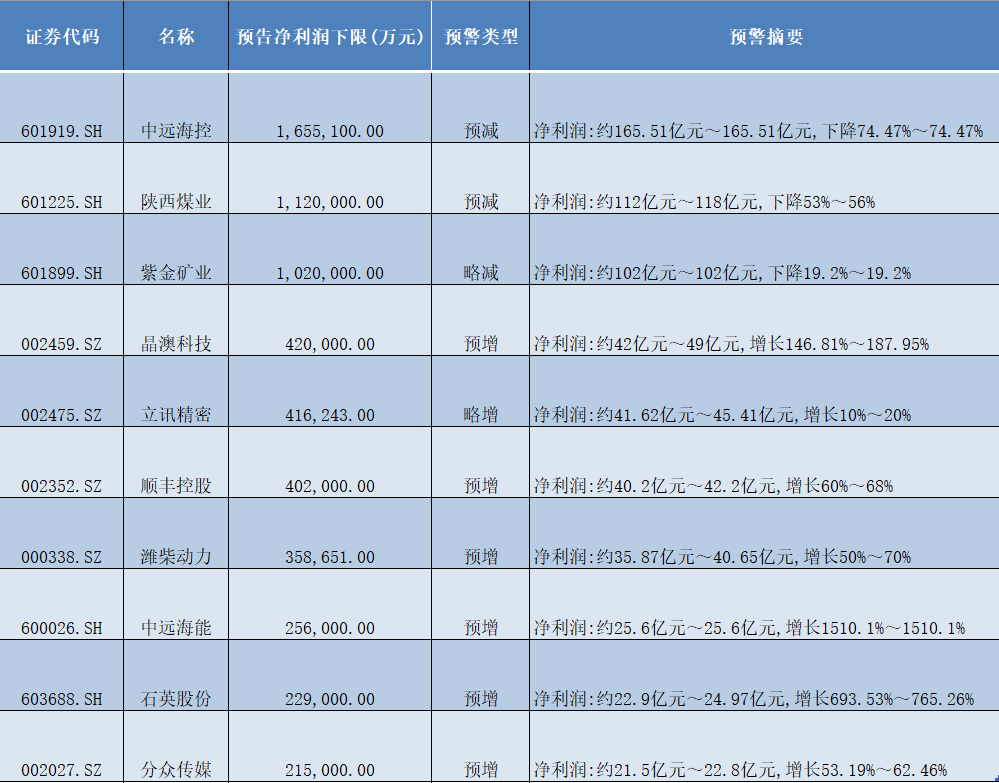 证券代码 名称 预告净利润下限(万元) 预警类型 预警摘要
601919.SH 中远海控 1,655,100.00 预减 净利润:约165.51亿元～165.51亿元,下降74.47%～74.47%
601225.SH 陕西煤业 1,120,000.00 预减 净利润:约112亿元～118亿元,下降53%～56%
601899.SH 紫金矿业 1,020,000.00 略减 净利润:约102亿元～102亿元,下降19.2%～19.2%
002459.SZ 晶澳科技 420,000.00 预增 净利润:约42亿元～49亿元,增长146.81%～187.95%
002475.SZ 立讯精密 416,243.00 略增 净利润:约41.62亿元～45.41亿元,增长10%～20%
002352.SZ 顺丰控股 402,000.00 预增 净利润:约40.2亿元～42.2亿元,增长60%～68%
000338.SZ 潍柴动力 358,651.00 预增 净利润:约35.87亿元～40.65亿元,增长50%～70%
600026.SH 中远海能 256,000.00 预增 净利润:约25.6亿元～25.6亿元,增长1510.1%～1510.1%
603688.SH 石英股份 229,000.00 预增 净利润:约22.9亿元～24.97亿元,增长693.53%～765.26%
002027.SZ 分众传媒 215,000.00 预增 净利润:约21.5亿元～22.8亿元,增长53.19%～62.46%